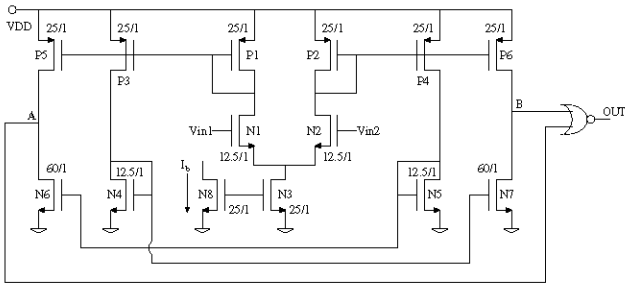 VDD
25/1 25/1 25/1 25/1 25/1 25/1
P5 P3 P1 P2 P4 P6
A B OUT
Vin1 N1 N2 Vin2
12.5/1 12.5/1
60/1 12.5/1 Ib 12.5/1 60/1
N6 N4 N8 N3 N5 N7
25/1 25/1